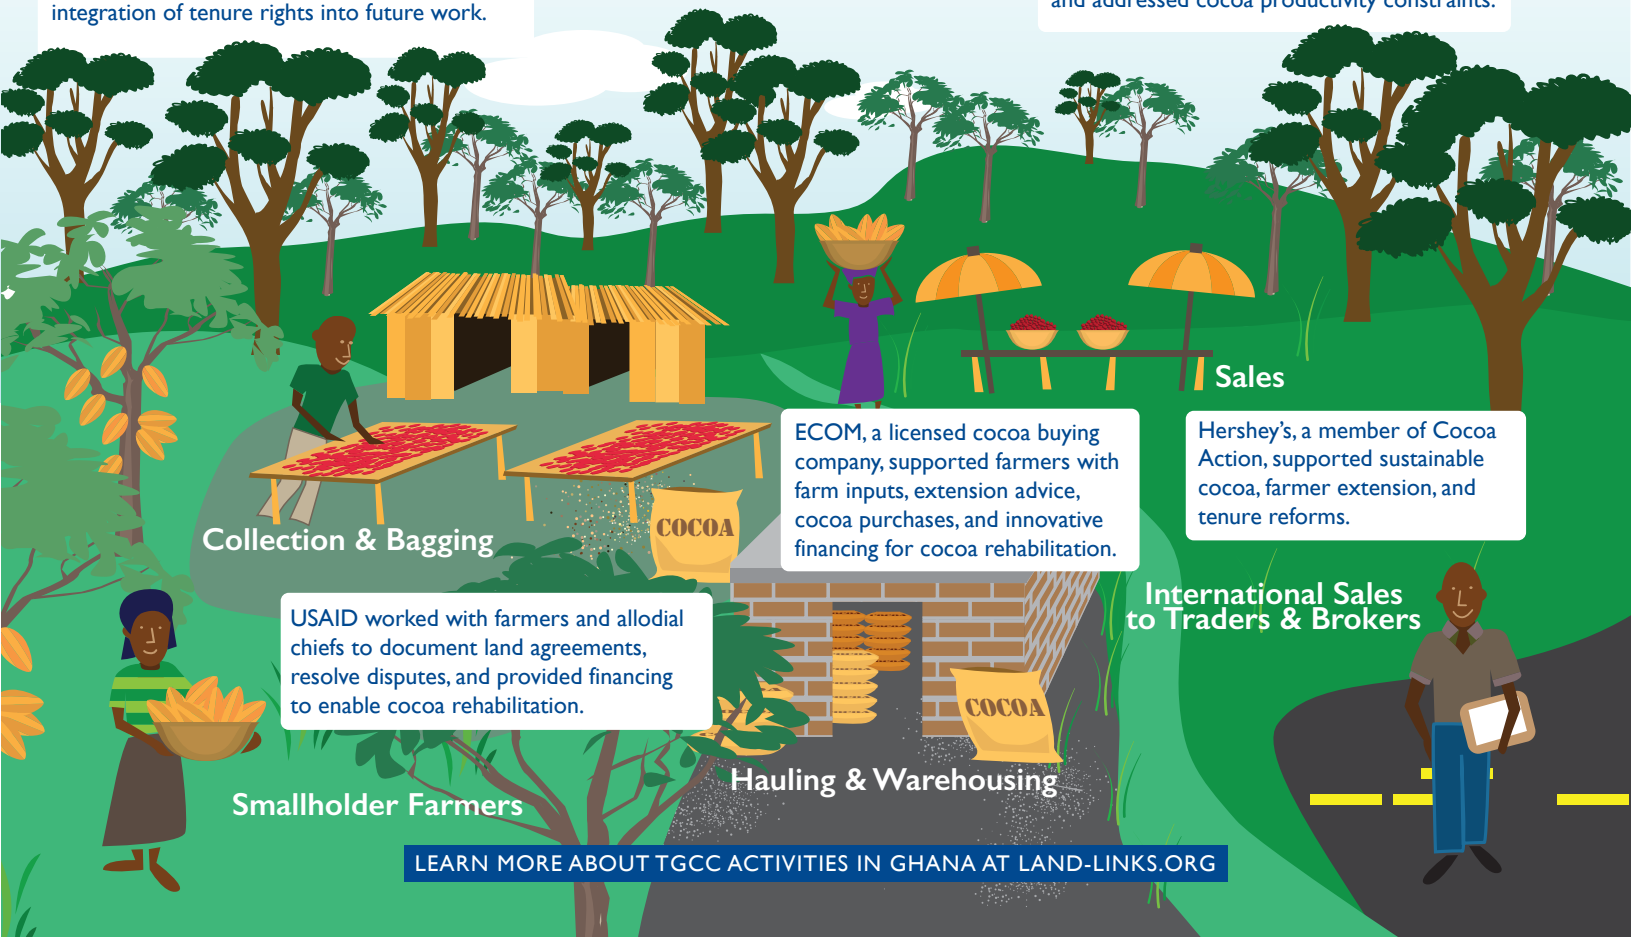 integration of tenure rights into future work.
and addressed cocoa productivity constraints.
Sales
ECOM, a licensed cocoa buying
company, supported farmers with
farm inputs, extension advice,
cocoa purchases, and innovative
financing for cocoa rehabilitation.
Hershey's, a member of Cocoa
Action, supported sustainable
cocoa, farmer extension, and
tenure reforms.
COCOA
Collection & Bagging
International Sales
to Traders & Brokers
USAID worked with farmers and allodial
chiefs to document land agreements,
resolve disputes, and provided financing
to enable cocoa rehabilitation.
COCOA
Hauling & Warehousing
Smallholder Farmers
LEARN MORE ABOUT TGCC ACTIVITIES IN GHANA AT LAND-LINKS.ORG